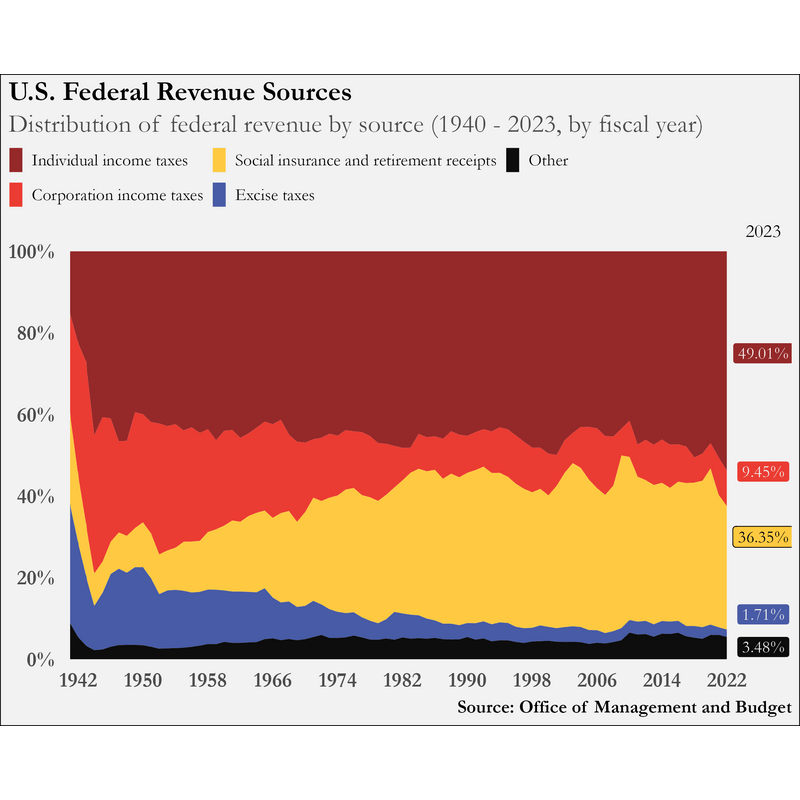 U.S. Federal Revenue Sources
Distribution of federal revenue by source (1940 - 2023, by fiscal year)
Individual income taxes Social insurance and retirement receipts Other
Corporation income taxes Excise taxes
2023
100%
80%
49.01%
60%
9.45%
40%
36.35%
20%
1.71%
3.48%
0%
1942 1950 1958 1966 1974 1982 1990 1998 2006 2014 2022
Source: Office of Management and Budget